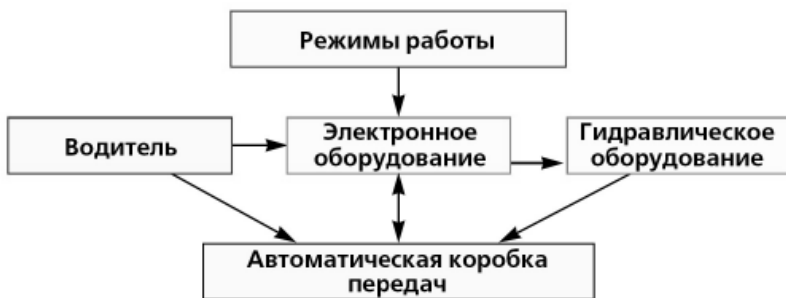 Режимы работы
Водитель
Электронное
оборудование
Гидравлическое
оборудование
Автоматическая коробка
передач